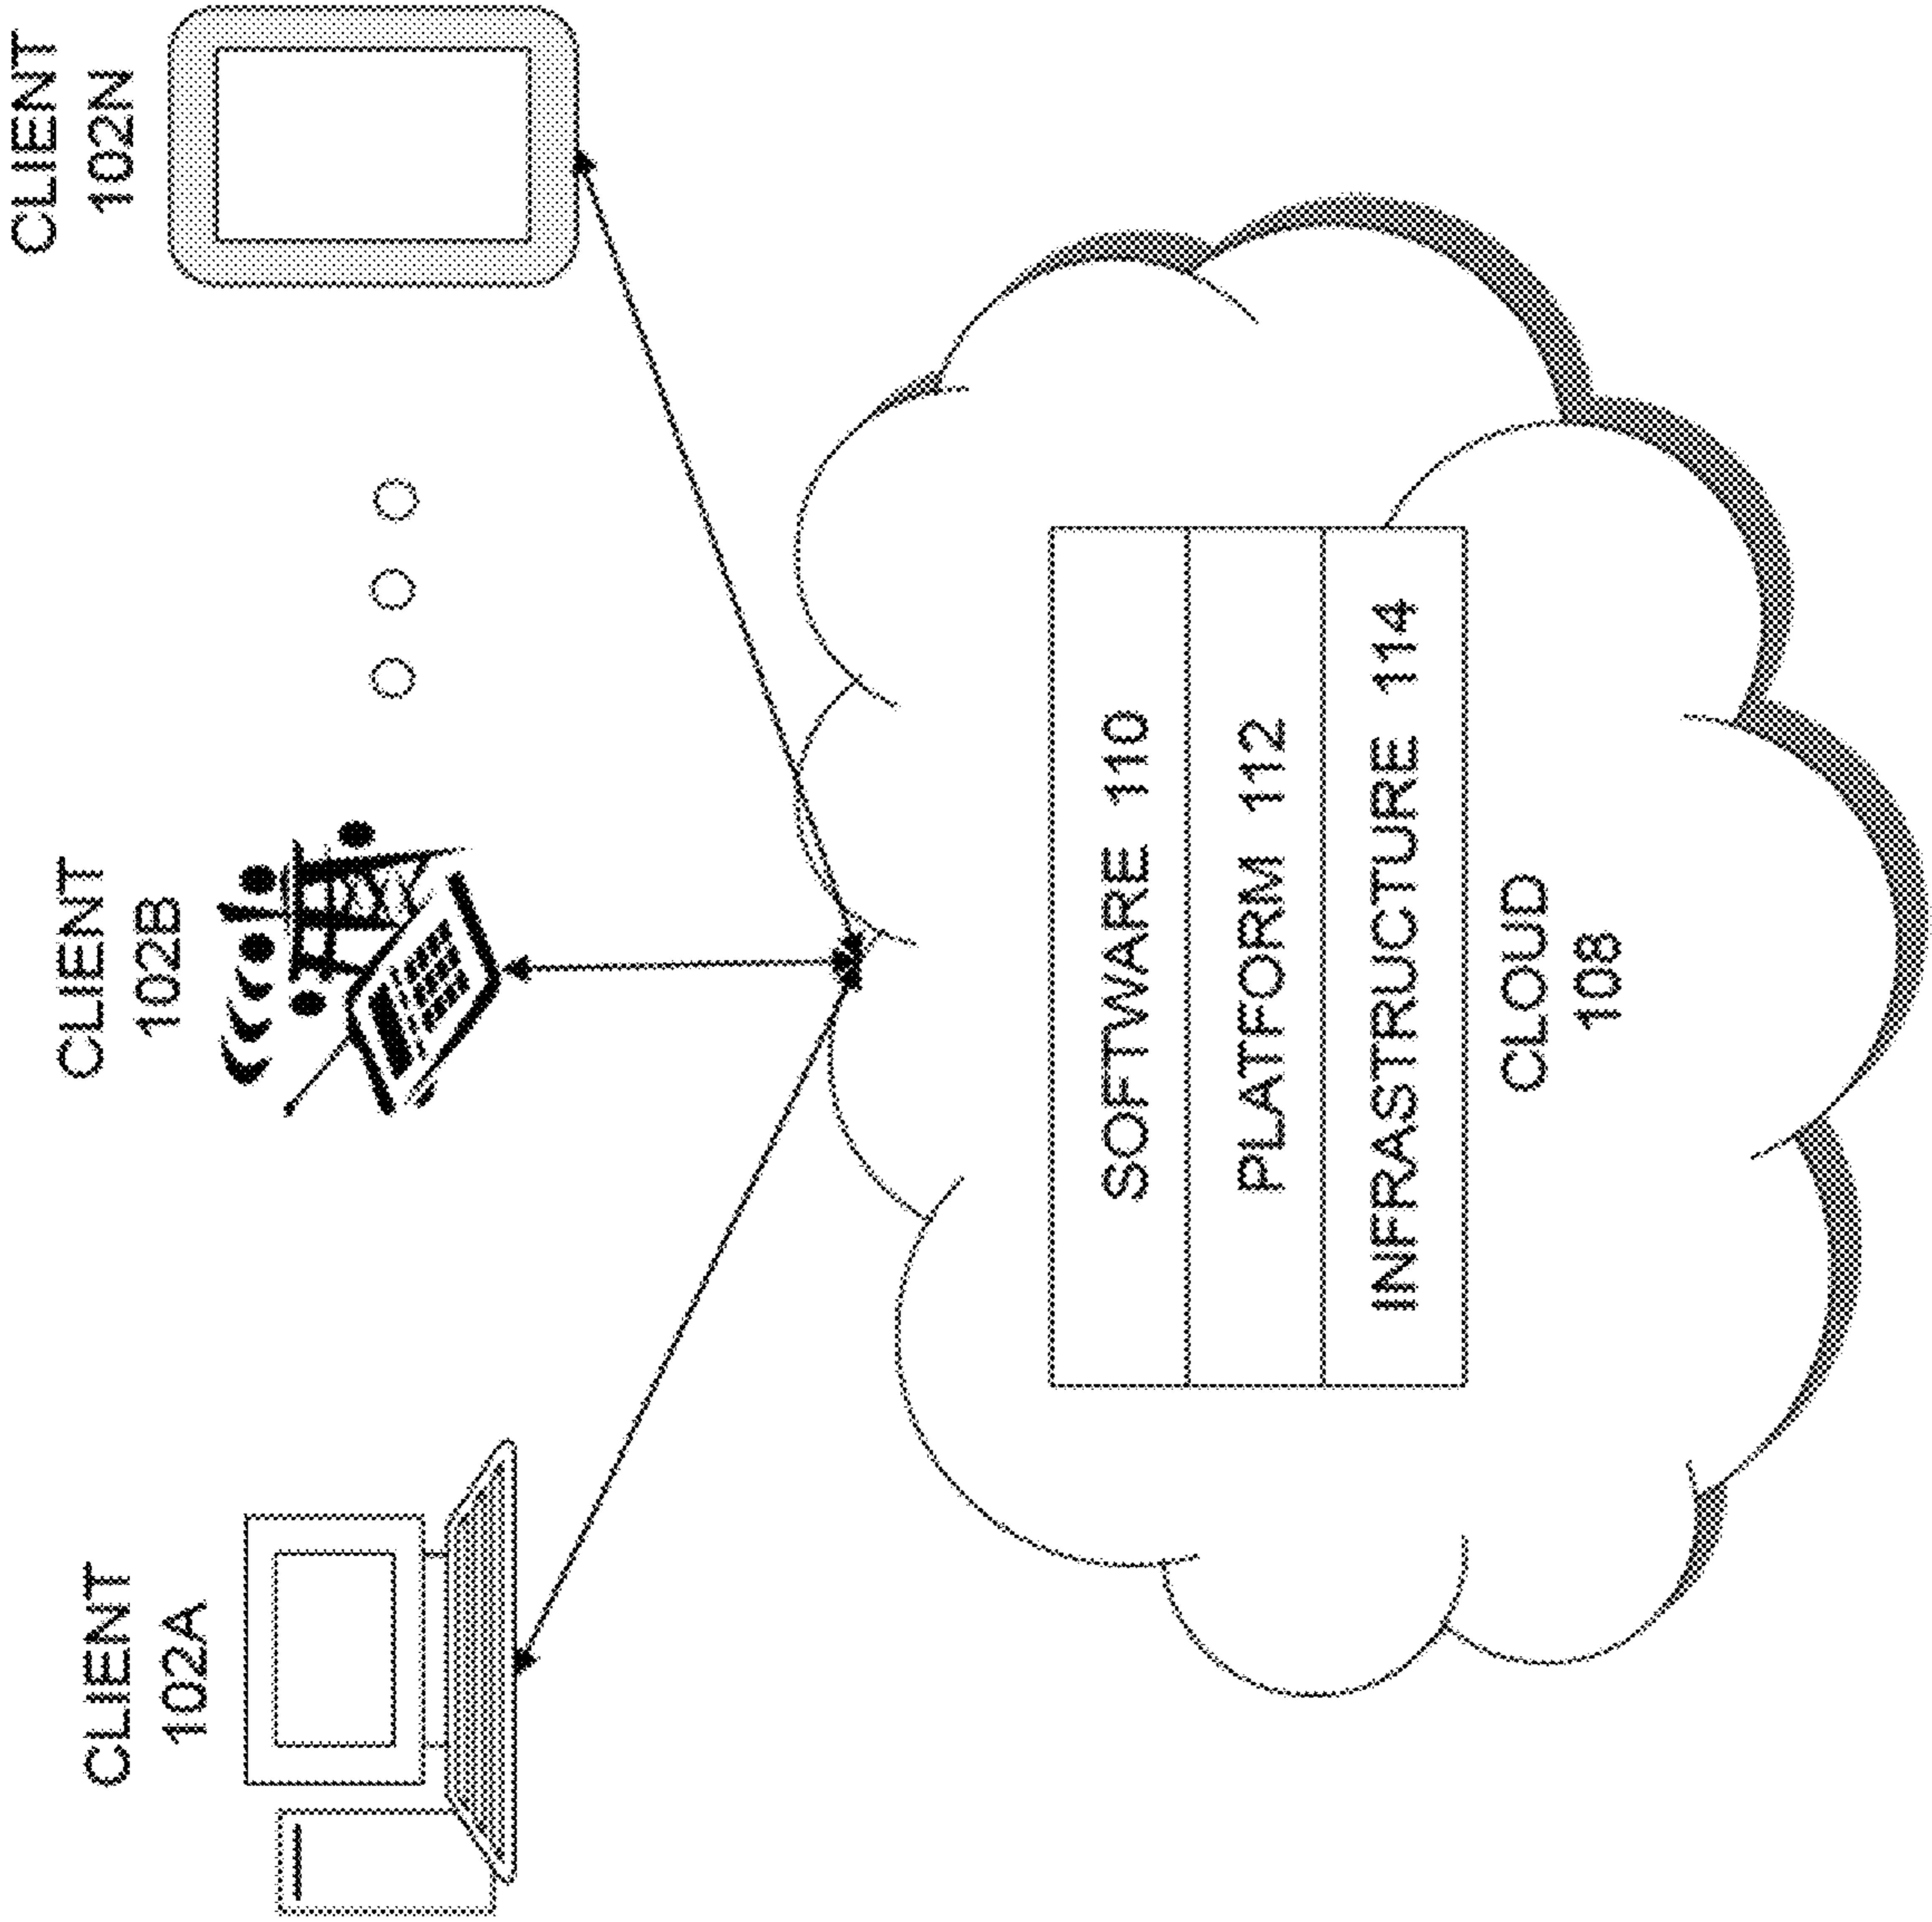 CLIENT
102A
CLIENT
102B
CLIENT
102N
SOFTWARE 110
PLATFORM 112
INFRASTRUCTURE 114
CLOUD
108